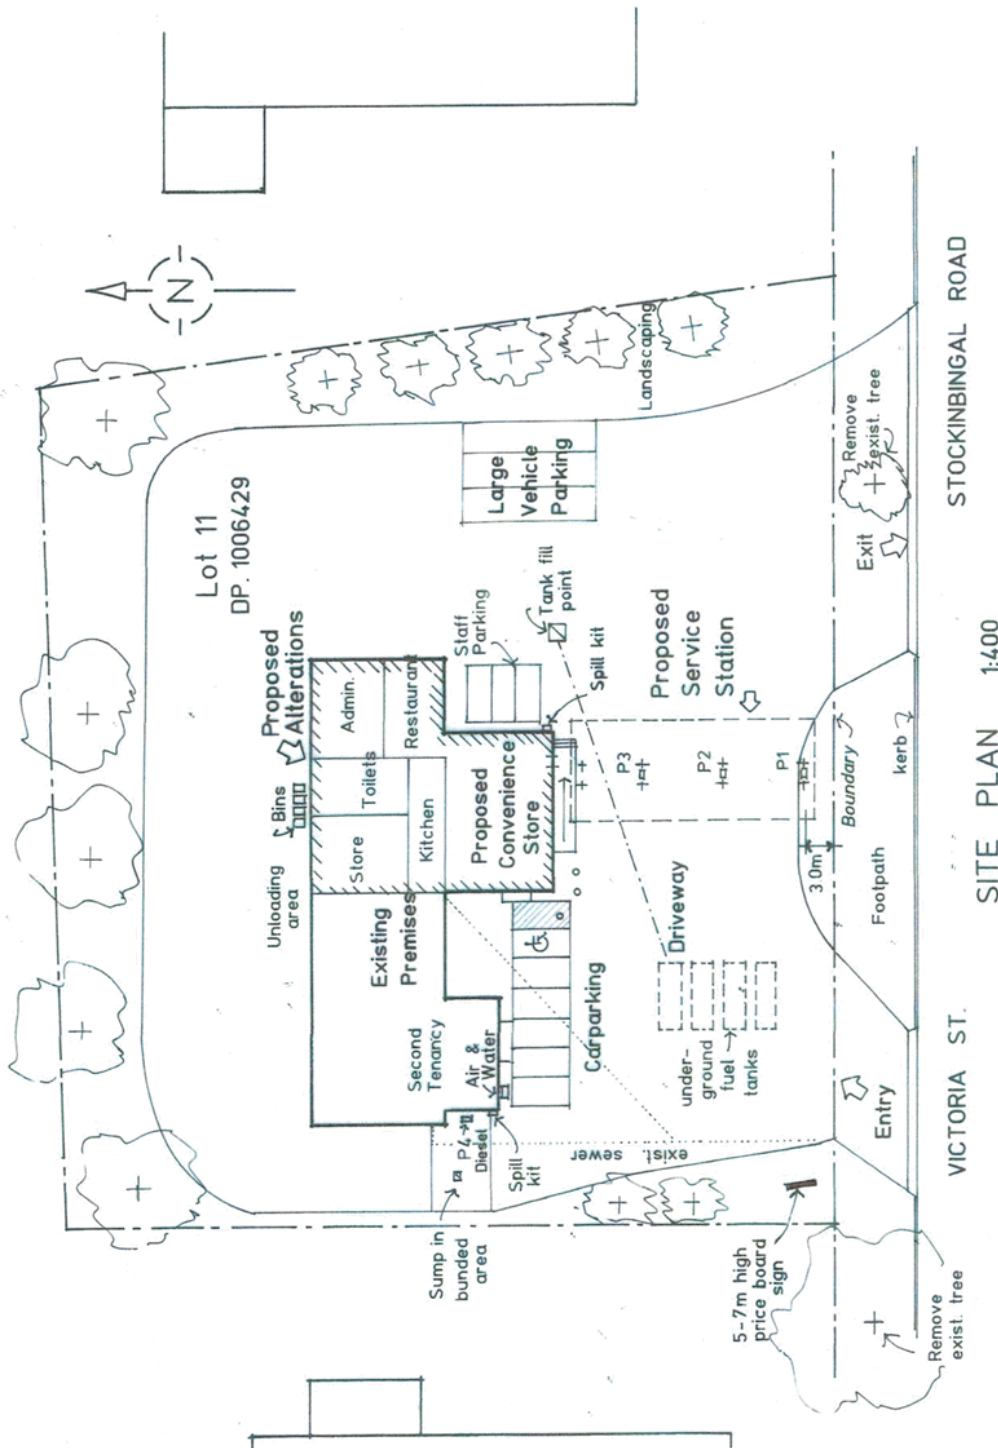 N
Lot 11
DP. 1006429
Proposed
Alterations
Bins
Unloading
area
Admin.
Restaurant
Toilets
Store
Kitchen
Proposed
Convenience
Store
Existing
Premises
Second
Tenancy
Air &
Water
P4
Diesel
Spill
kit
Sump in
bunded
area
Staff
Parking
Tank fill
point
Spill kit
Large
Vehicle
Parking
Landscaping
Carparking
Proposed
Service
Station
P3
P2
P1
Driveway
under-
ground
fuel
tanks
exist. sewer
3.0m
Boundary
kerb
Footpath
Entry
Exit
Remove
exist. tree
5-7m high
price board
sign
Remove
exist. tree
VICTORIA ST.
STOCKINBINGAL ROAD
SITE PLAN 1:400